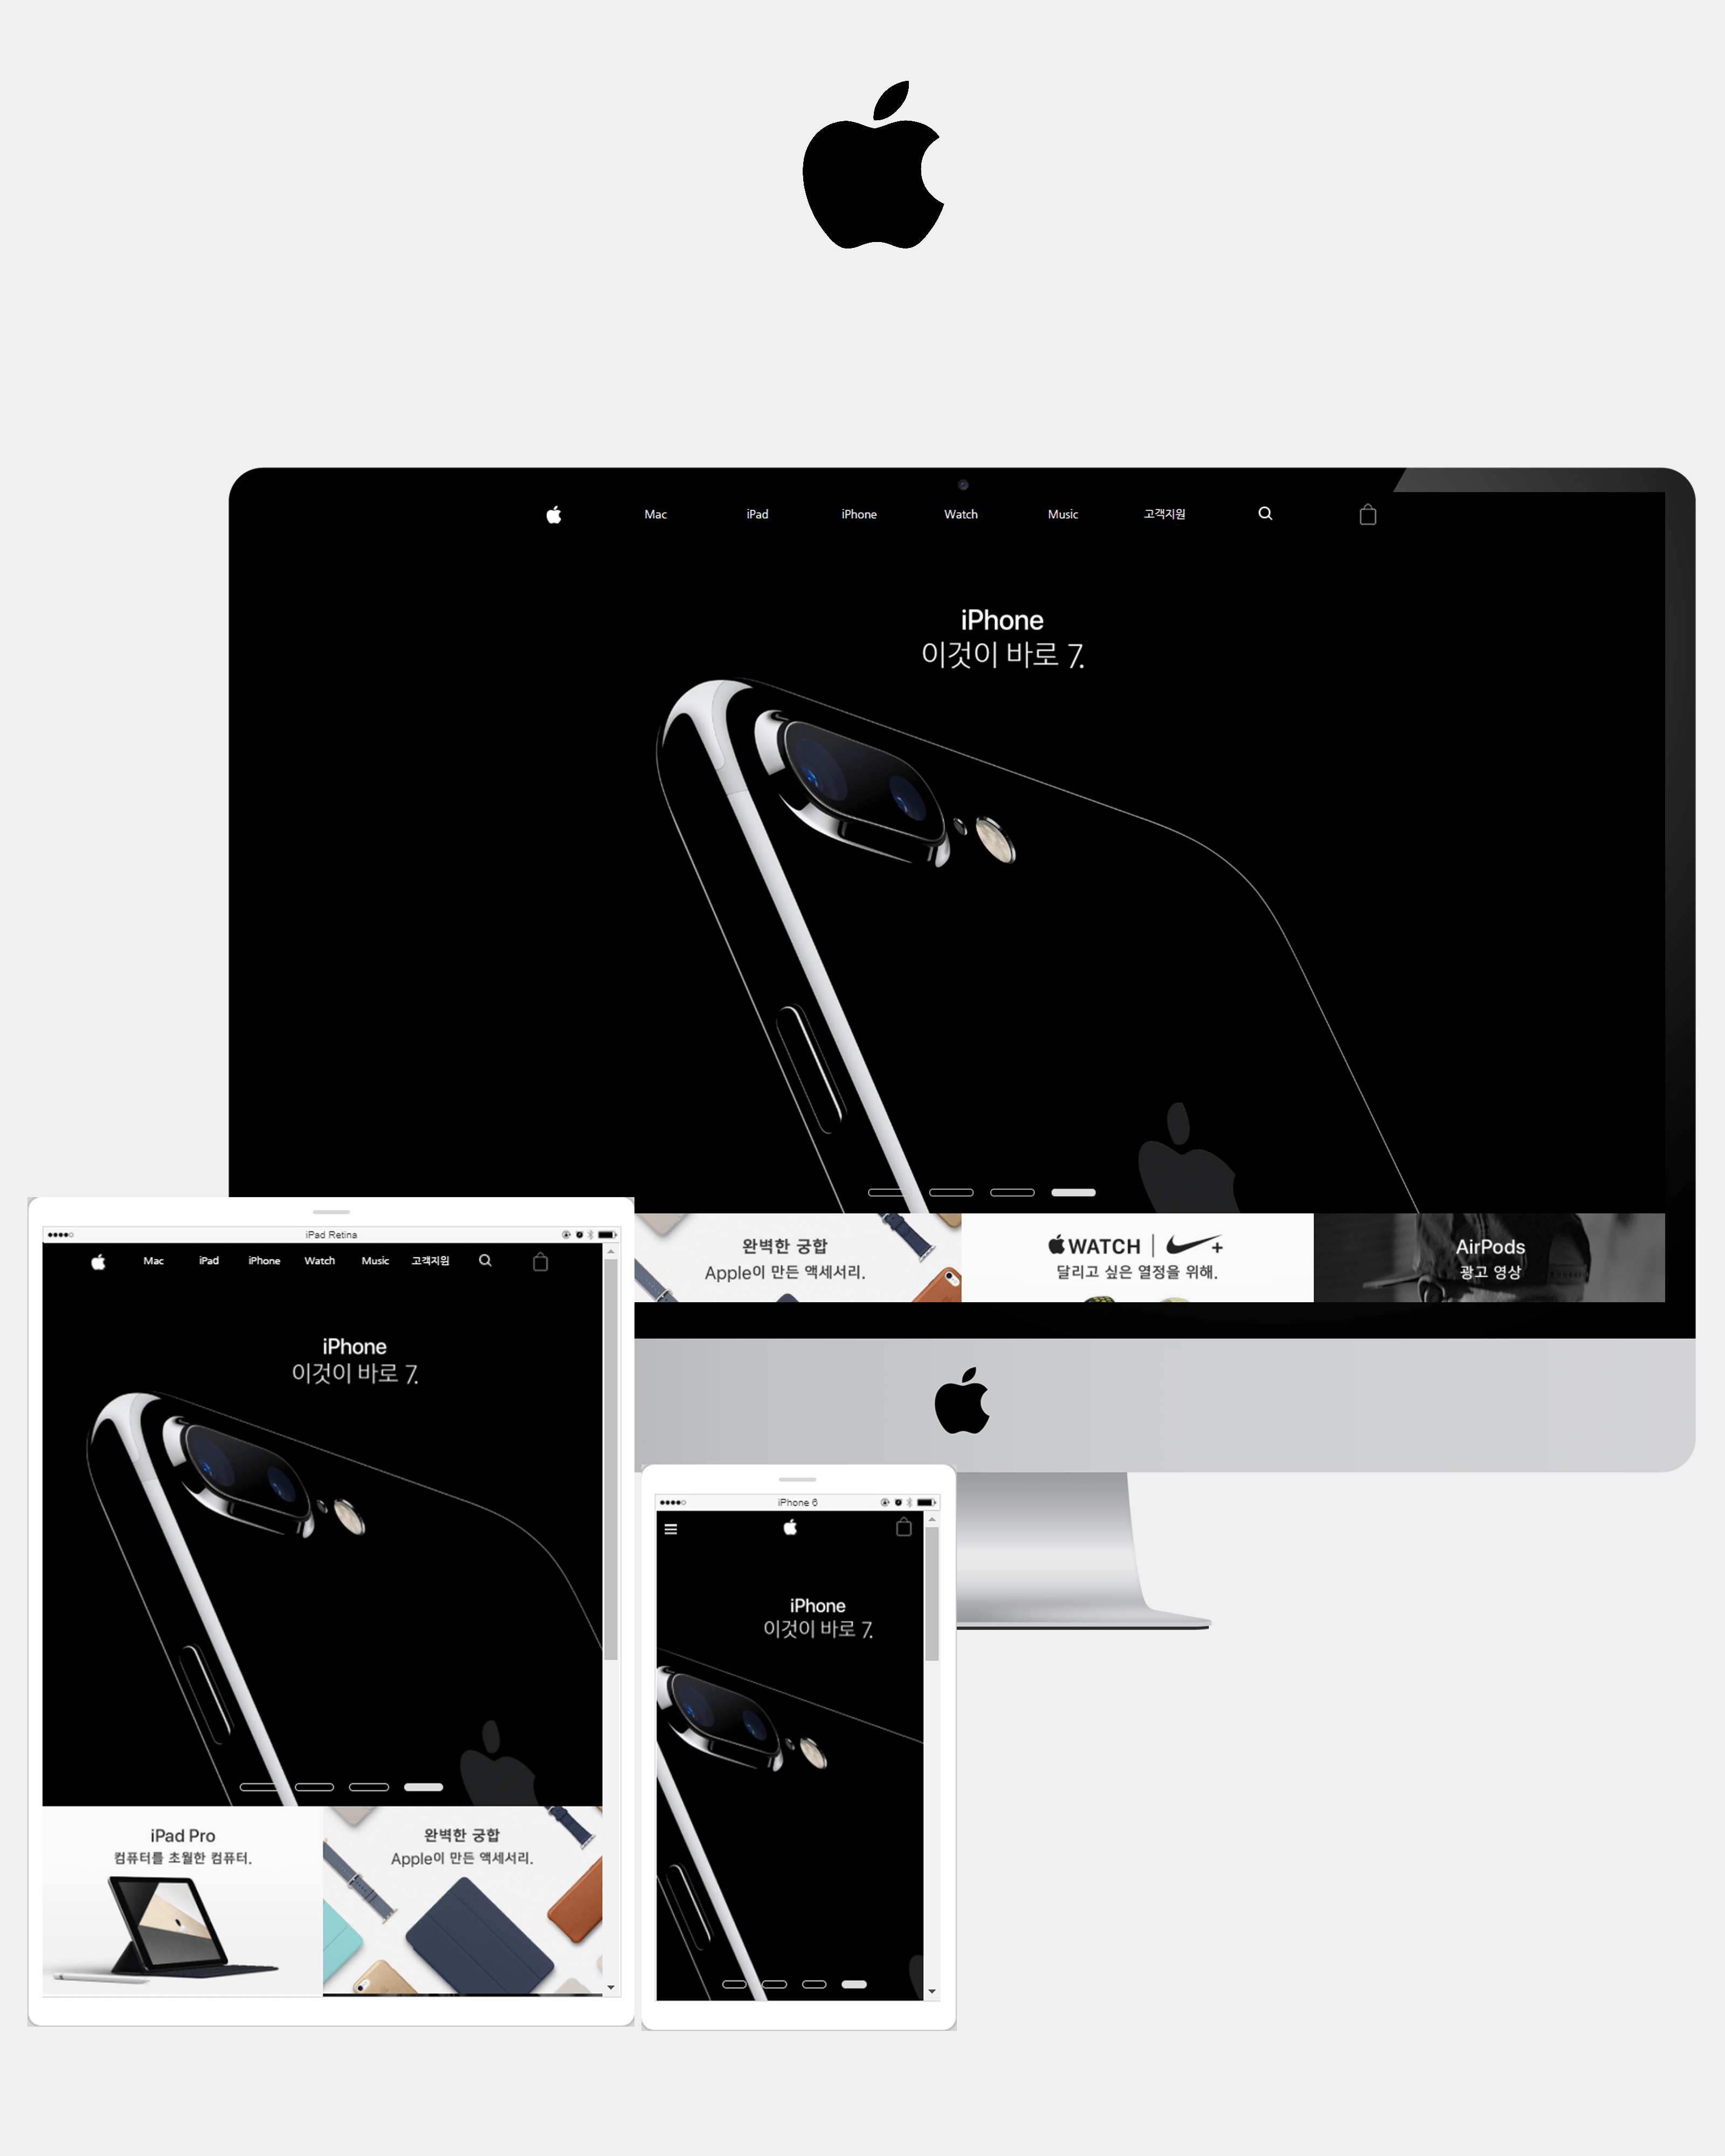 Mac iPad iPhone Watch Music 고객지원
iPhone
이것이 바로 7.
완벽한 궁합
Apple이 만든 액세서리.
WATCH
달리고 싶은 열정을 위해.
AirPods
광고 영상
iPad Retina
Mac iPad iPhone Watch Music 고객지원
iPhone
이것이 바로 7.
iPad Pro
컴퓨터를 초월한 컴퓨터.
완벽한 궁합
Apple이 만든 액세서리.
iPhone 6
iPhone
이것이 바로 7.